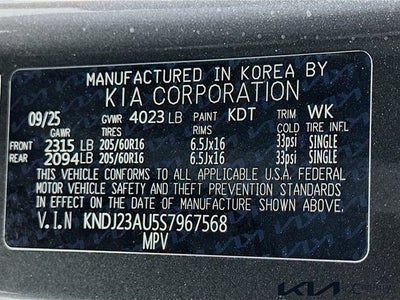 MANUFACTURED IN KOREA BY
KIA CORPORATION
09/25 GVWR 4023 LB PAINT KDT TRIM WK
GAWR TIRES RIMS COLD TIRE INFL
FRONT 2315 LB 205/60R16 6.5Jx16 33psi SINGLE
REAR 2094 LB 205/60R16 6.5Jx16 33psi SINGLE
THIS VEHICLE CONFORMS TO ALL APPLICABLE U.S.A. FEDERAL
MOTOR VEHICLE SAFETY AND THEFT PREVENTION STANDARDS
IN EFFECT ON THE DATE OF MANUFACTURE SHOWN ABOVE.
V.I.N KNDJ23AU5S7967568
MPV
KIA